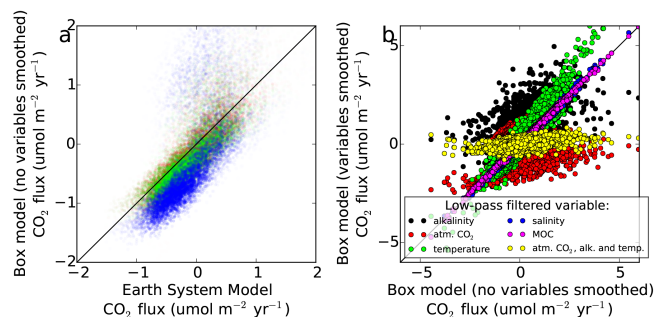 a
Box model (no variables smoothed)
CO₂ flux (umol m⁻² yr⁻¹)
2
1
0
−1
−2
−2
−1
0
1
2
Earth System Model
CO₂ flux (umol m⁻² yr⁻¹)
b
Box model (variables smoothed)
CO₂ flux (umol m⁻² yr⁻¹)
5
0
−5
Low-pass filtered variable:
alkalinity
atm. CO₂
temperature
salinity
MOC
atm. CO₂, alk. and temp.
−5
0
5
Box model (no variables smoothed)
CO₂ flux (umol m⁻² yr⁻¹)